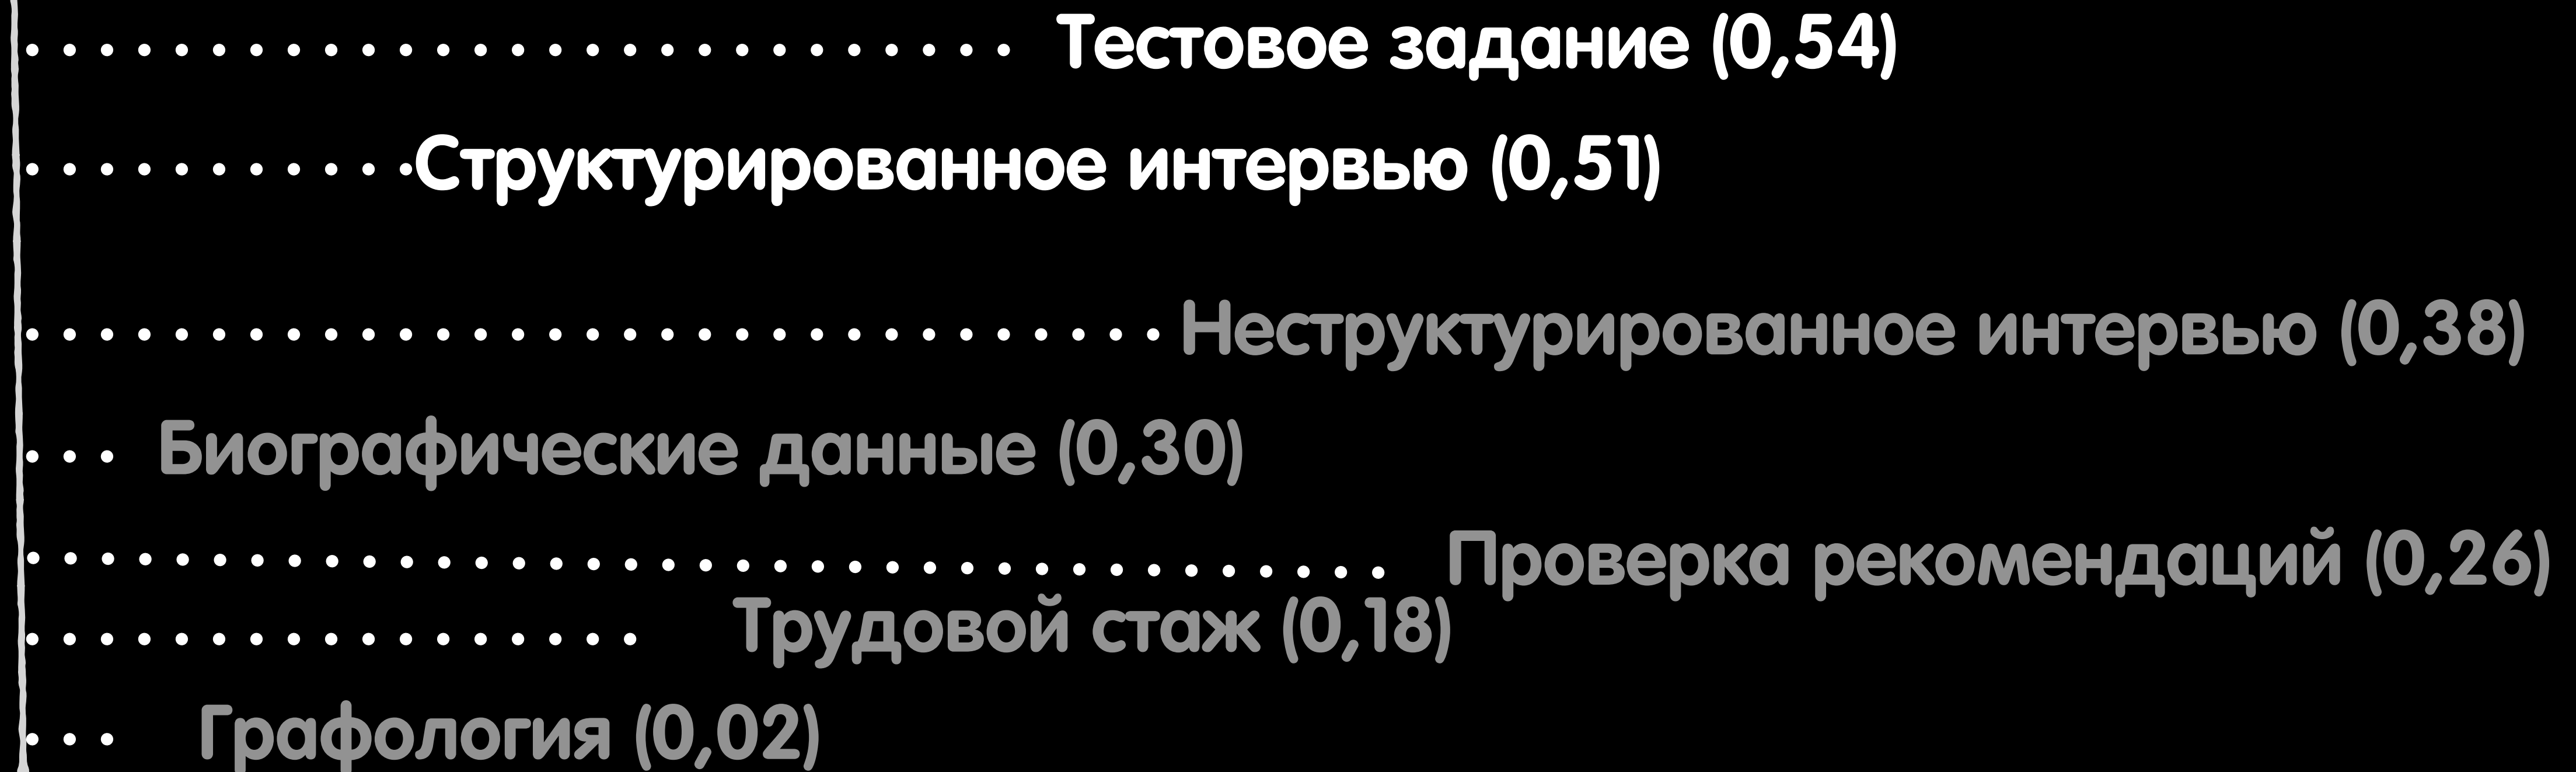 Тестовое задание (0,54)
Структурированное интервью (0,51)
Неструктурированное интервью (0,38)
Биографические данные (0,30)
Проверка рекомендаций (0,26)
Трудовой стаж (0,18)
Графология (0,02)